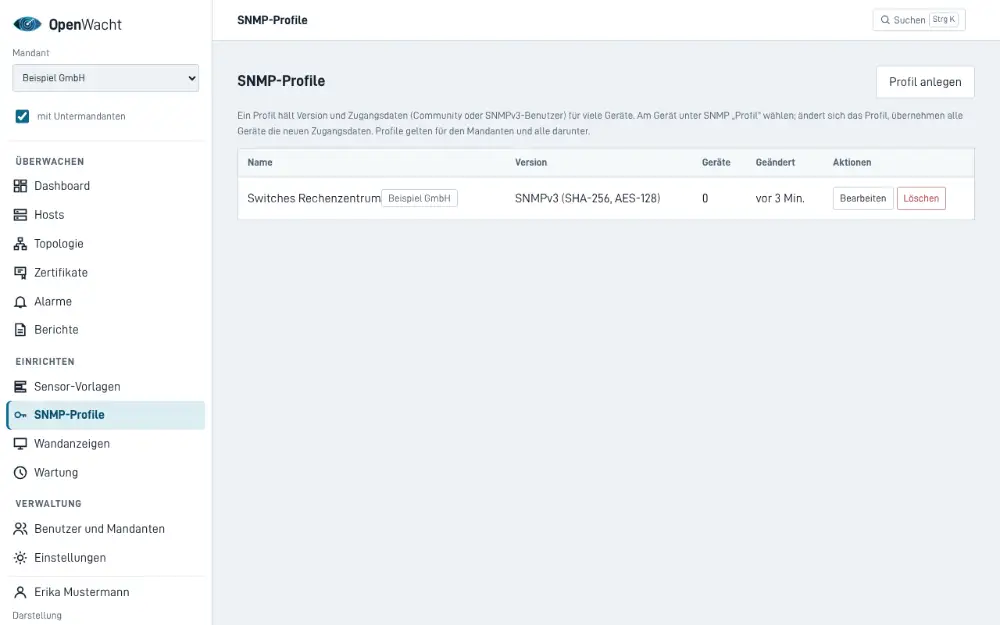 OpenWacht
Mandant
Beispiel GmbH
mit Untermandanten
ÜBERWACHEN
Dashboard
Hosts
Topologie
Zertifikate
Alarme
Berichte
EINRICHTEN
Sensor-Vorlagen
SNMP-Profile
Wandanzeigen
Wartung
VERWALTUNG
Benutzer und Mandanten
Einstellungen
Erika Mustermann
Darstellung
SNMP-Profile
Suchen Strg K
SNMP-Profile
Profil anlegen
Ein Profil hält Version und Zugangsdaten (Community oder SNMPv3-Benutzer) für viele Geräte. Am Gerät unter SNMP „Profil" wählen; ändert sich das Profil, übernehmen alle
Geräte die neuen Zugangsdaten. Profile gelten für den Mandanten und alle darunter.
Name Version Geräte Geändert Aktionen
Switches Rechenzentrum Beispiel GmbH SNMPv3 (SHA-256, AES-128) 0 vor 3 Min. Bearbeiten Löschen